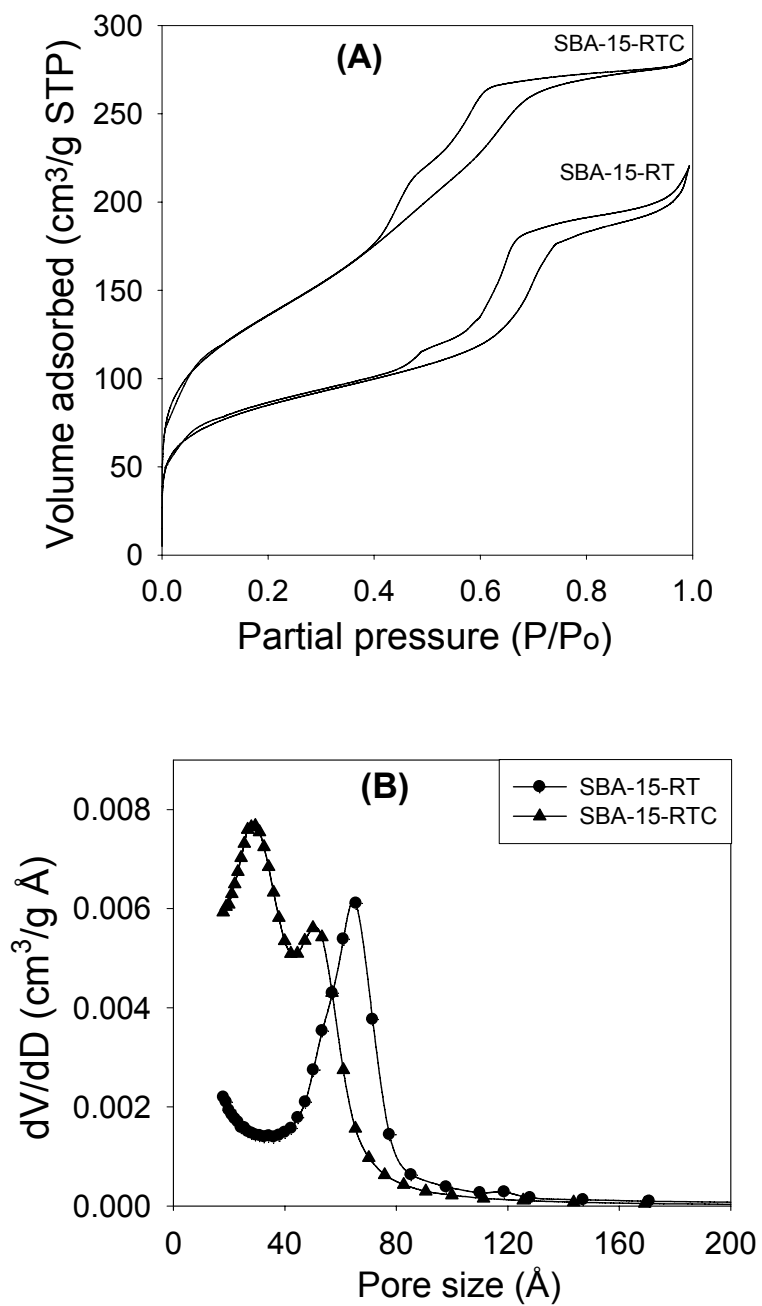 (A)
SBA-15-RTC
SBA-15-RT
Volume adsorbed (cm³/g STP)
300
250
200
150
100
50
0
0.0 0.2 0.4 0.6 0.8 1.0
Partial pressure (P/Po)
(B)
SBA-15-RT
SBA-15-RTC
dV/dD (cm³/g Å)
0.008
0.006
0.004
0.002
0.000
0 40 80 120 160 200
Pore size (Å)